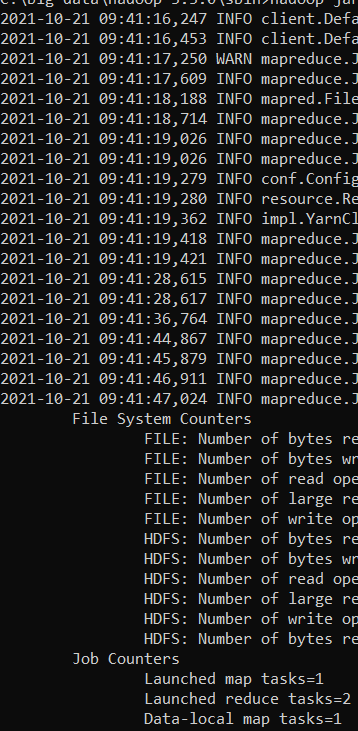 2021-10-21 09:41:16,247 INFO client.Defa
2021-10-21 09:41:16,453 INFO client.Defa
2021-10-21 09:41:17,250 WARN mapreduce.J
2021-10-21 09:41:17,609 INFO mapreduce.J
2021-10-21 09:41:18,188 INFO mapred.File
2021-10-21 09:41:18,714 INFO mapreduce.J
2021-10-21 09:41:19,026 INFO mapreduce.J
2021-10-21 09:41:19,026 INFO mapreduce.J
2021-10-21 09:41:19,279 INFO conf.Config
2021-10-21 09:41:19,280 INFO resource.Re
2021-10-21 09:41:19,362 INFO impl.YarnCl
2021-10-21 09:41:19,418 INFO mapreduce.J
2021-10-21 09:41:19,421 INFO mapreduce.J
2021-10-21 09:41:28,615 INFO mapreduce.J
2021-10-21 09:41:28,617 INFO mapreduce.J
2021-10-21 09:41:36,764 INFO mapreduce.J
2021-10-21 09:41:44,867 INFO mapreduce.J
2021-10-21 09:41:45,879 INFO mapreduce.J
2021-10-21 09:41:46,911 INFO mapreduce.J
2021-10-21 09:41:47,024 INFO mapreduce.J
File System Counters
FILE: Number of bytes re
FILE: Number of bytes wr
FILE: Number of read ope
FILE: Number of large re
FILE: Number of write op
HDFS: Number of bytes re
HDFS: Number of bytes wr
HDFS: Number of read ope
HDFS: Number of large re
HDFS: Number of write op
HDFS: Number of bytes re
Job Counters
Launched map tasks=1
Launched reduce tasks=2
Data-local map tasks=1